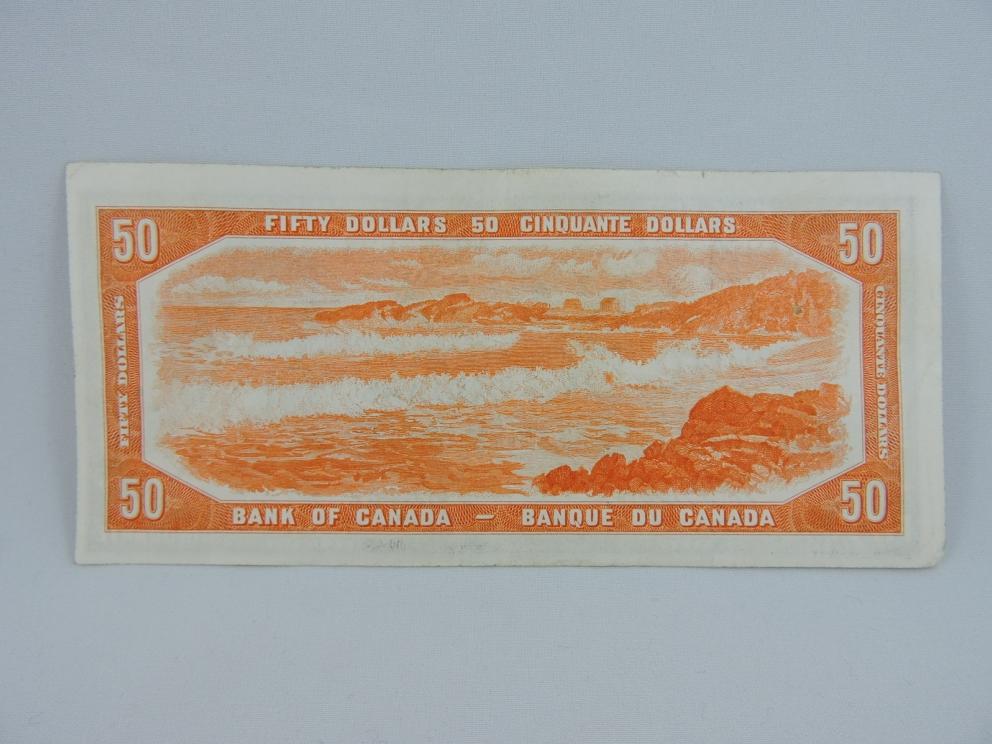 50 FIFTY DOLLARS 50 CINQUANTE DOLLARS 50
FIFTY DOLLARS
CINQUANTE DOLLARS
50 BANK OF CANADA – BANQUE DU CANADA 50